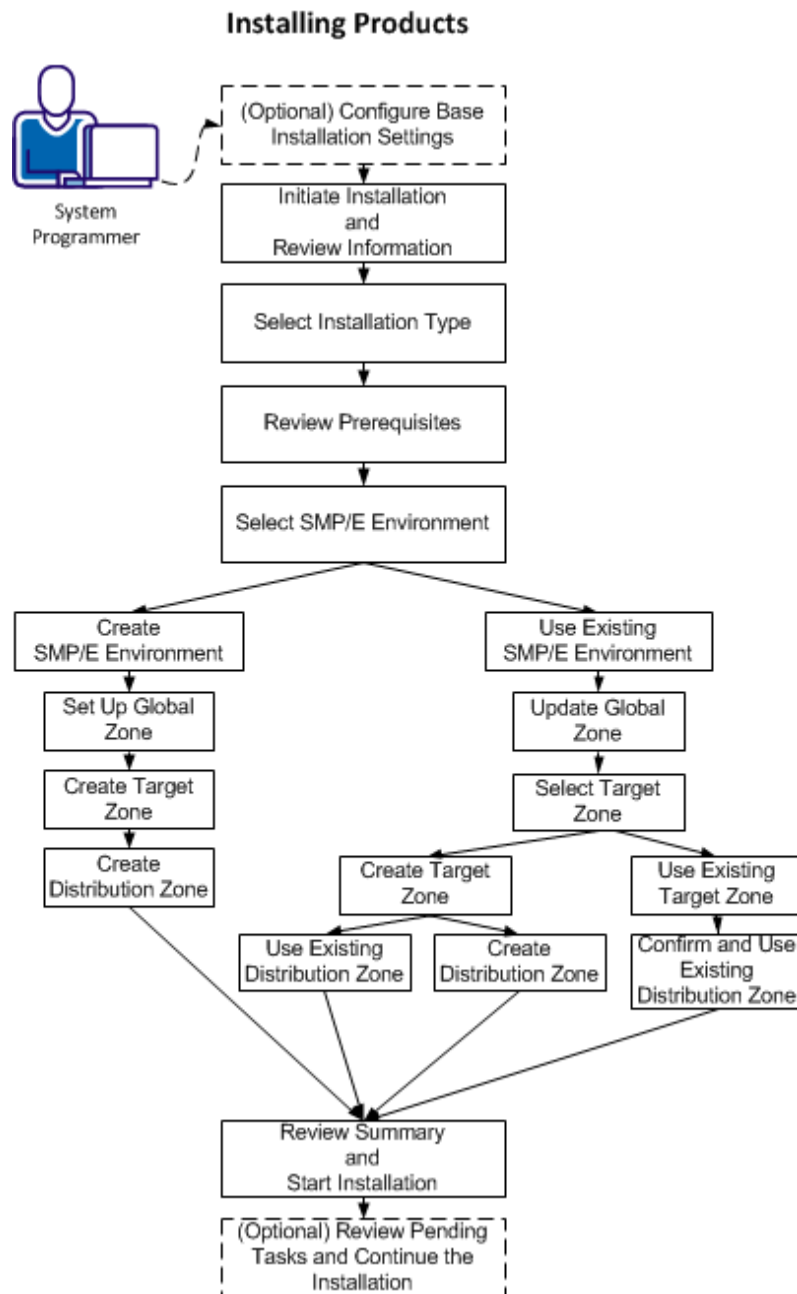 Installing Products
System
Programmer
(Optional) Configure Base
Installation Settings
Initiate Installation
and
Review Information
Select Installation Type
Review Prerequisites
Select SMP/E Environment
Create
SMP/E Environment
Use Existing
SMP/E Environment
Set Up Global
Zone
Update Global
Zone
Create Target
Zone
Select Target
Zone
Create
Distribution Zone
Create Target
Zone
Use Existing
Target Zone
Use Existing
Distribution Zone
Create
Distribution Zone
Confirm and Use
Existing
Distribution Zone
Review Summary
and
Start Installation
(Optional) Review Pending
Tasks and Continue the
Installation